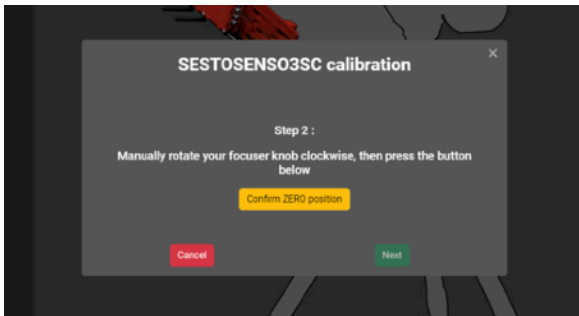 SESTOSENSO3SC calibration
×
Step 2 :
Manually rotate your focuser knob clockwise, then press the button
below
Confirm ZERO position
Cancel
Next